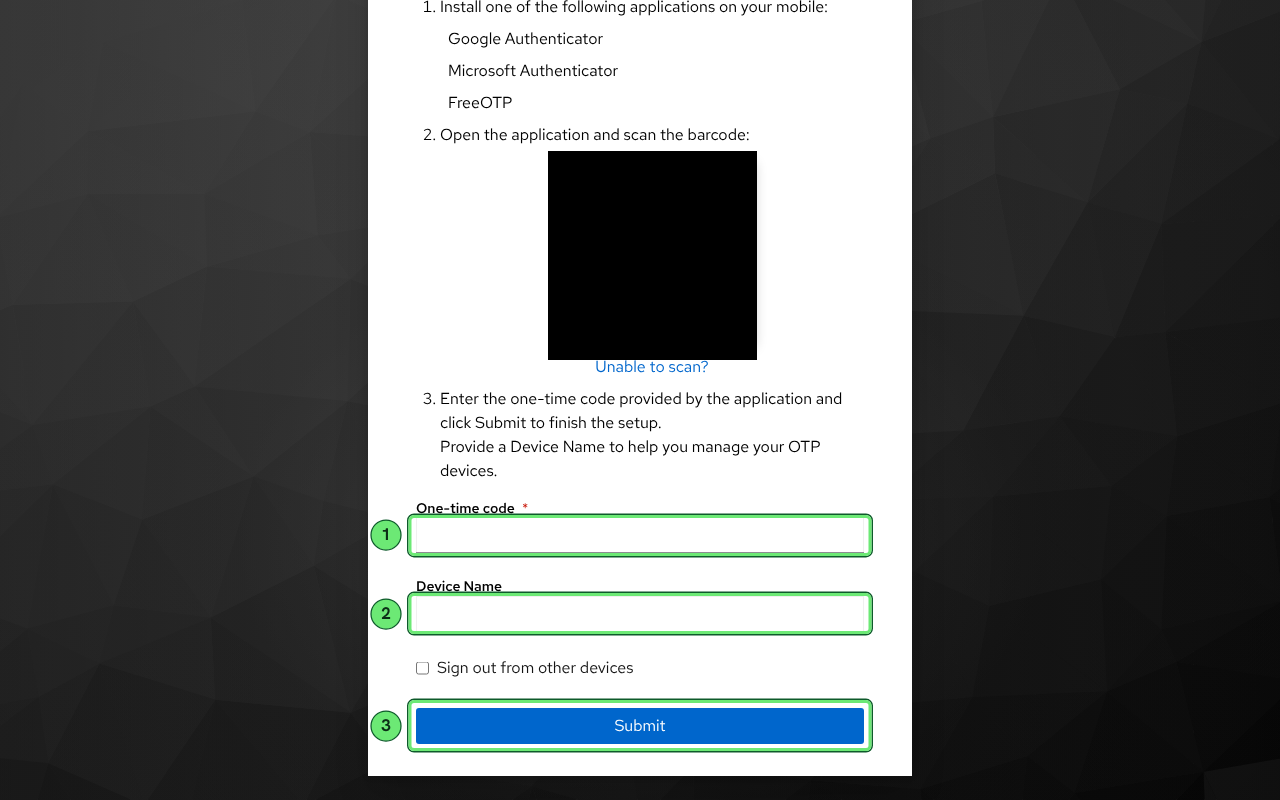 1. Install one of the following applications on your mobile:
Google Authenticator
Microsoft Authenticator
FreeOTP
2. Open the application and scan the barcode:
Unable to scan?
3. Enter the one-time code provided by the application and
click Submit to finish the setup.
Provide a Device Name to help you manage your OTP
devices.
One-time code *
1
Device Name
2
Sign out from other devices
3
Submit